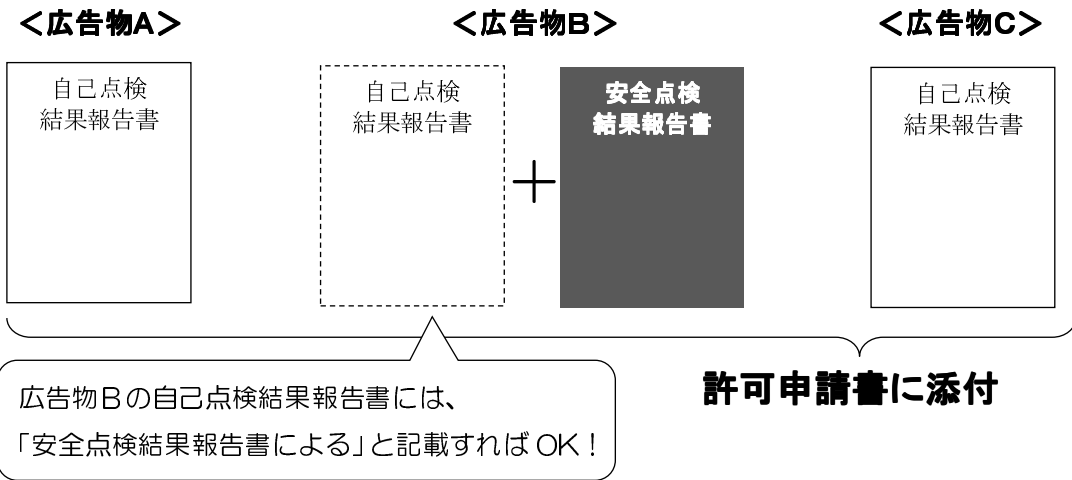 ＜広告物A＞
＜広告物B＞
＜広告物C＞
自己点検
結果報告書
自己点検
結果報告書
＋
安全点検
結果報告書
自己点検
結果報告書
許可申請書に添付
広告物Bの自己点検結果報告書には、
「安全点検結果報告書による」と記載すればOK！